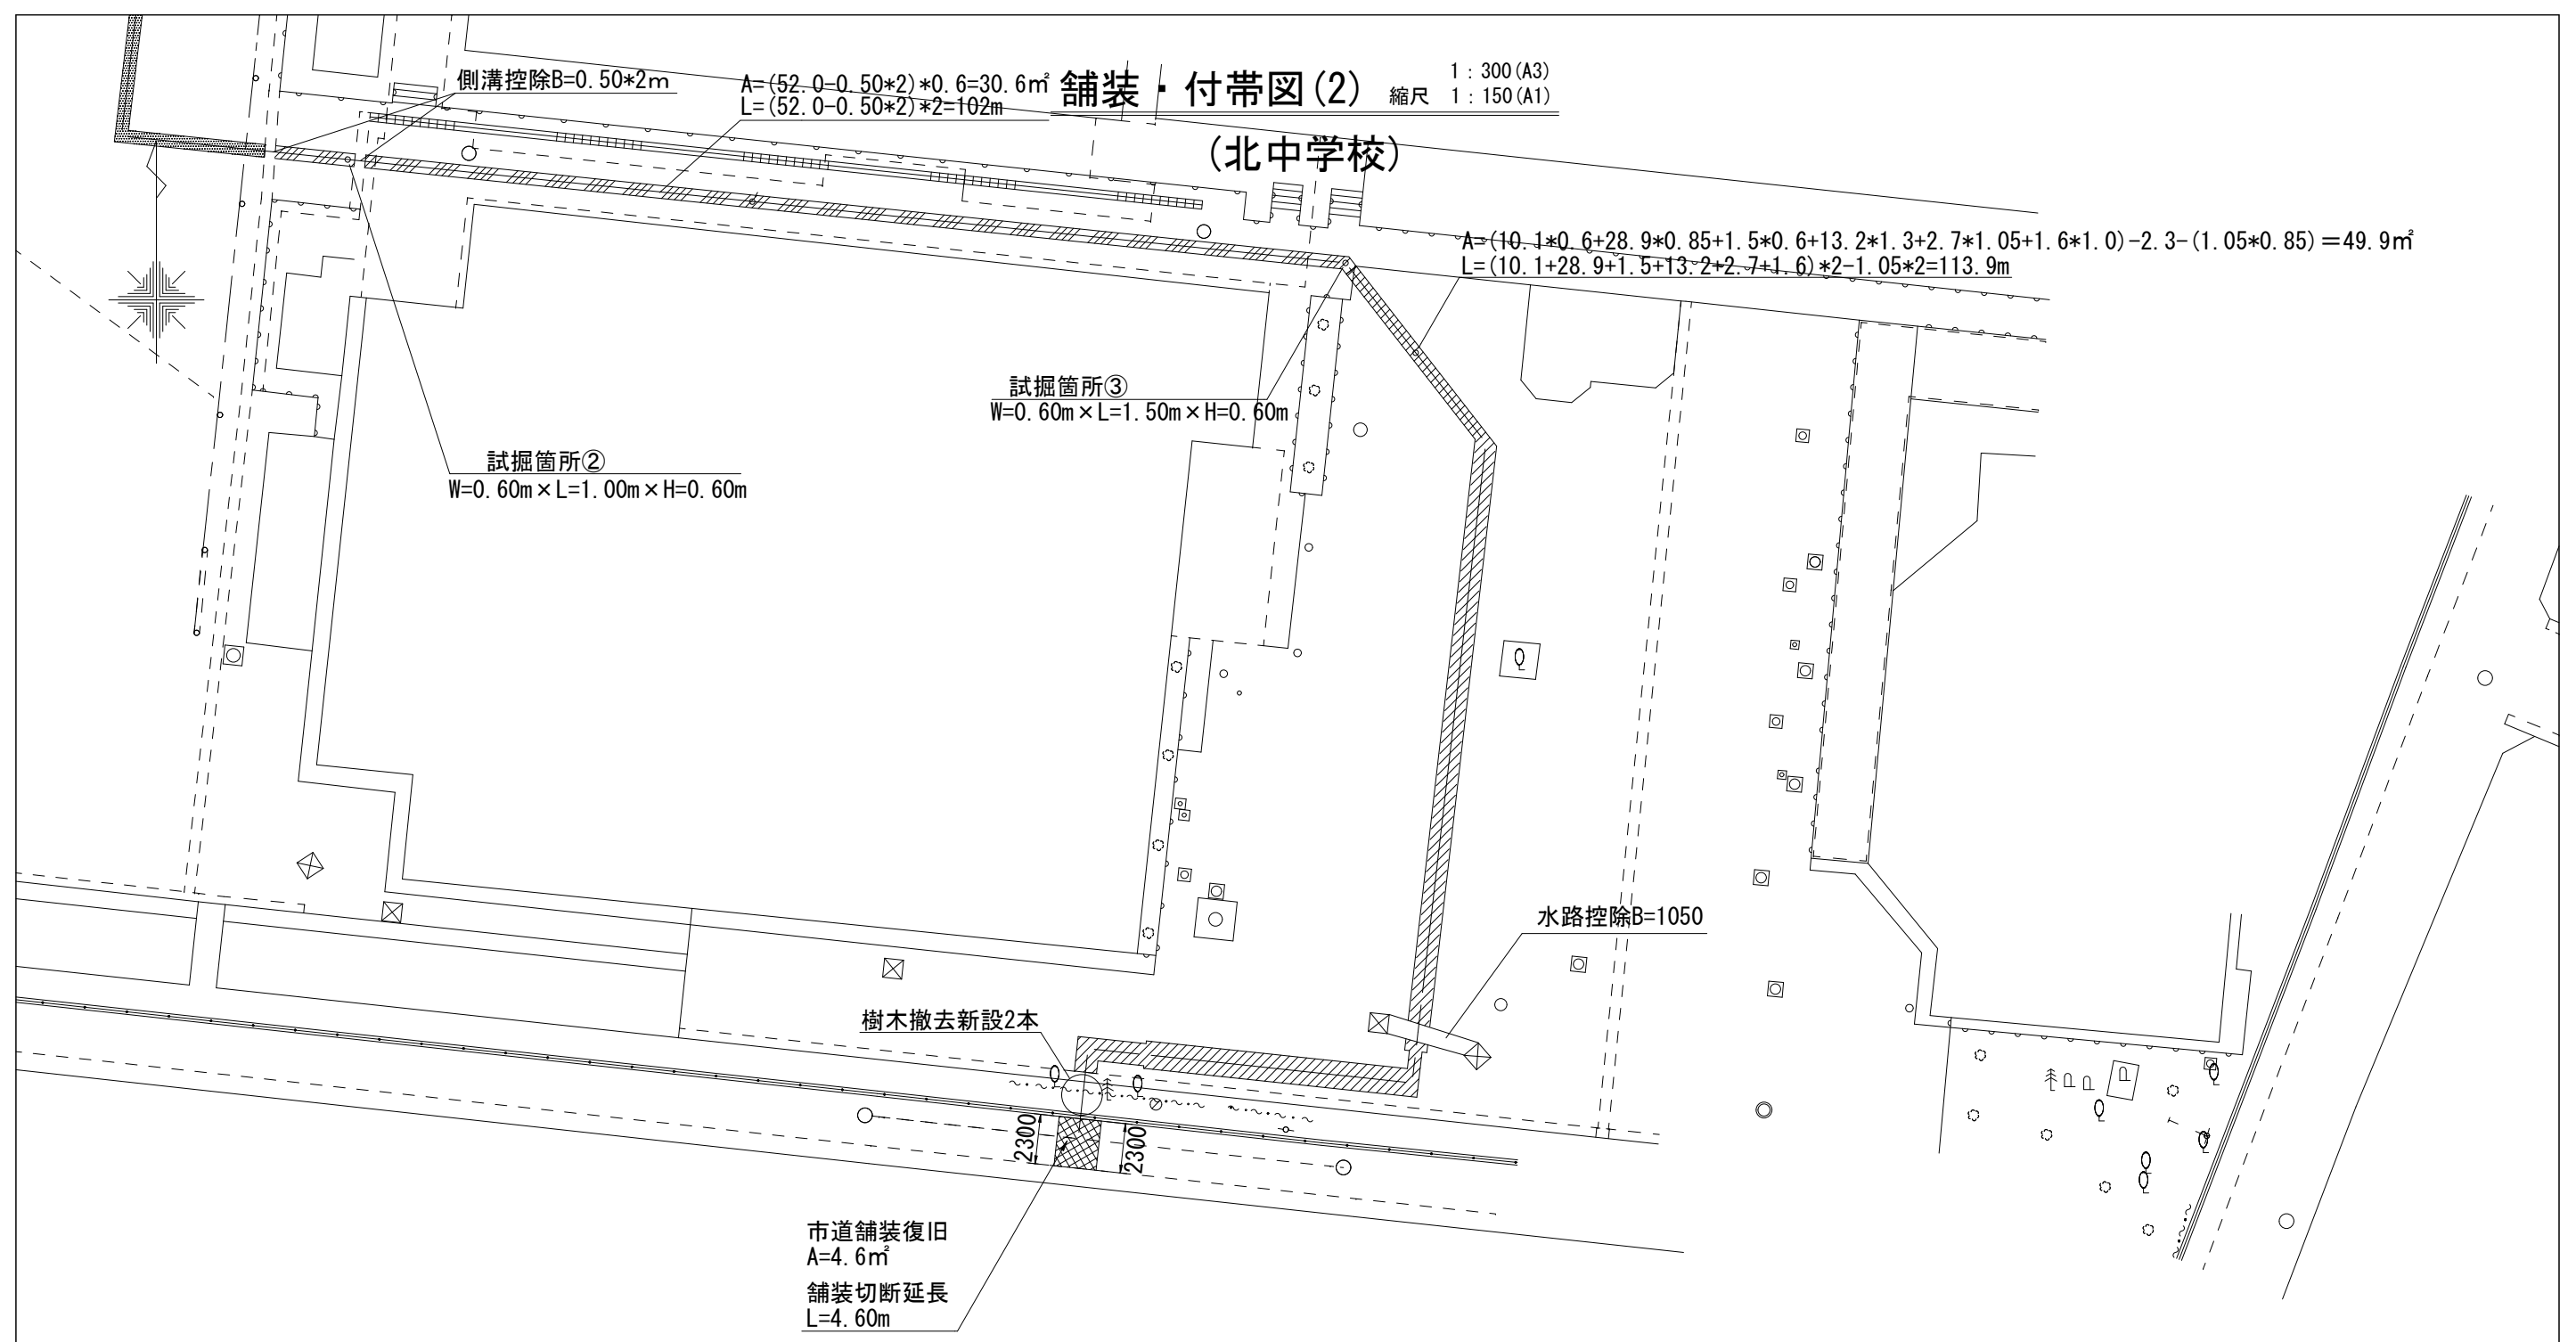 舗装・付帯図(2)
縮尺
1：300(A3)
1：150(A1)
(北中学校)
側溝控除B=0.50*2m
A=(52.0-0.50*2)*0.6=30.6㎡
L=(52.0-0.50*2)*2=102m
A=(10.1*0.6+28.9*0.85+1.5*0.6+13.2*1.3+2.7*1.05+1.6*1.0)-2.3-(1.05*0.85)=49.9㎡
L=(10.1+28.9+1.5+13.2+2.7+1.6)*2-1.05*2=113.9m
試掘箇所③
W=0.60m×L=1.50m×H=0.60m
試掘箇所②
W=0.60m×L=1.00m×H=0.60m
水路控除B=1050
樹木撤去新設2本
2300
2300
市道舗装復旧
A=4.6㎡
舗装切断延長
L=4.60m